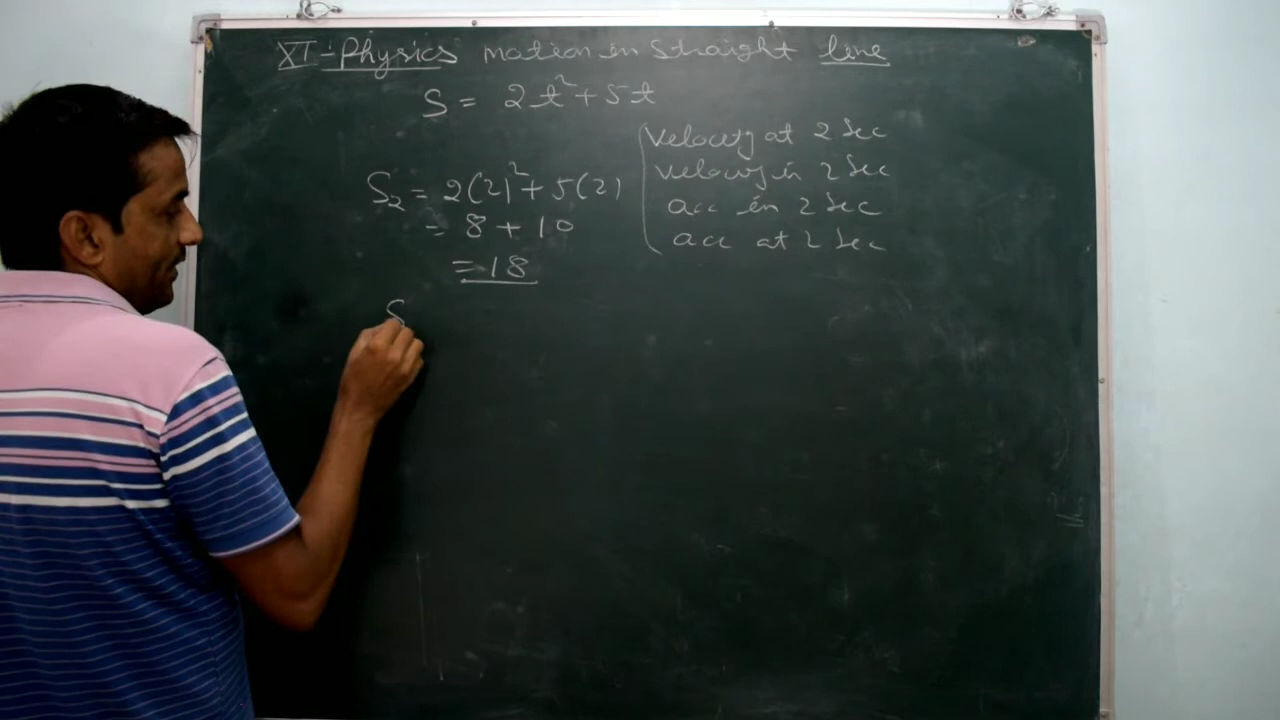 XI - Physics Motion in Straight line
S = 2t² + 5t
Velocity at 2 Sec
Velocity in 2 Sec
acc in 2 Sec
acc at 2 Sec
S₂ = 2(2)² + 5(2)
= 8 + 10
= 18
S